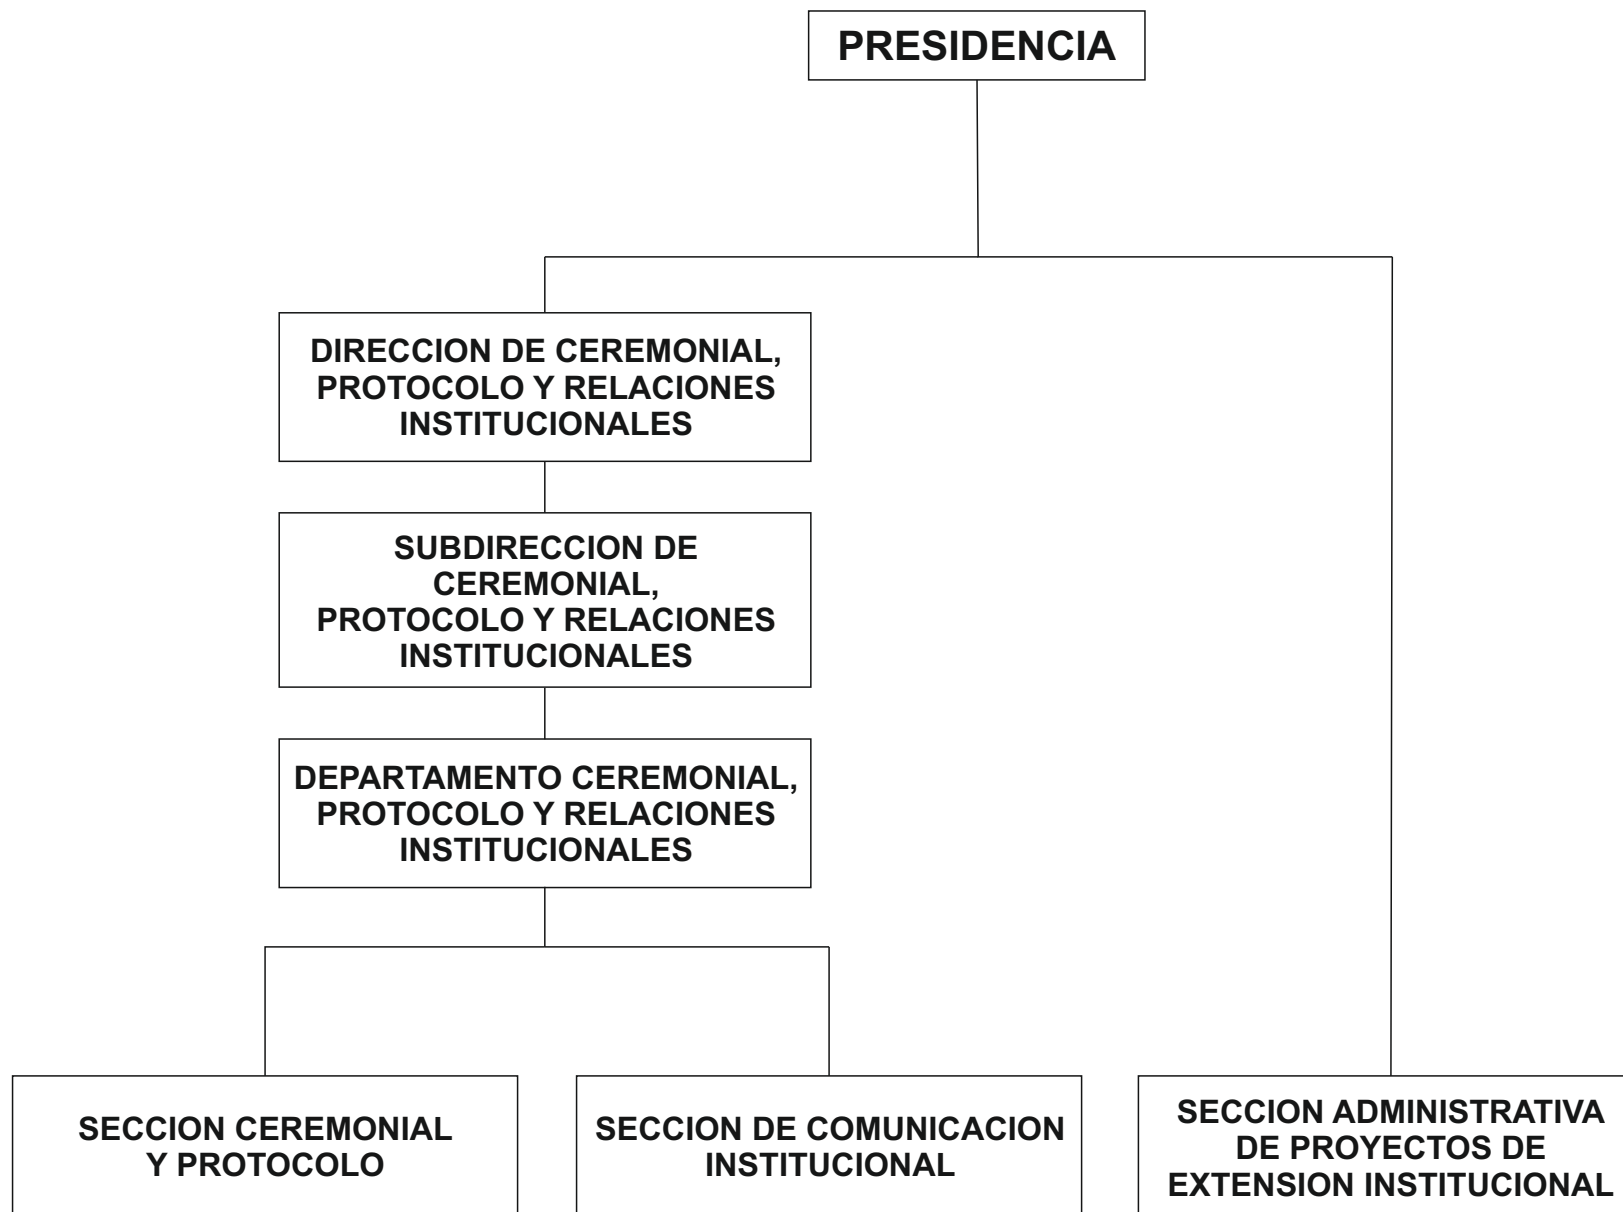 PRESIDENCIA
DIRECCION DE CEREMONIAL,
PROTOCOLO Y RELACIONES
INSTITUCIONALES
SUBDIRECCION DE
CEREMONIAL,
PROTOCOLO Y RELACIONES
INSTITUCIONALES
DEPARTAMENTO CEREMONIAL,
PROTOCOLO Y RELACIONES
INSTITUCIONALES
SECCION CEREMONIAL
Y PROTOCOLO
SECCION DE COMUNICACION
INSTITUCIONAL
SECCION ADMINISTRATIVA
DE PROYECTOS DE
EXTENSION INSTITUCIONAL